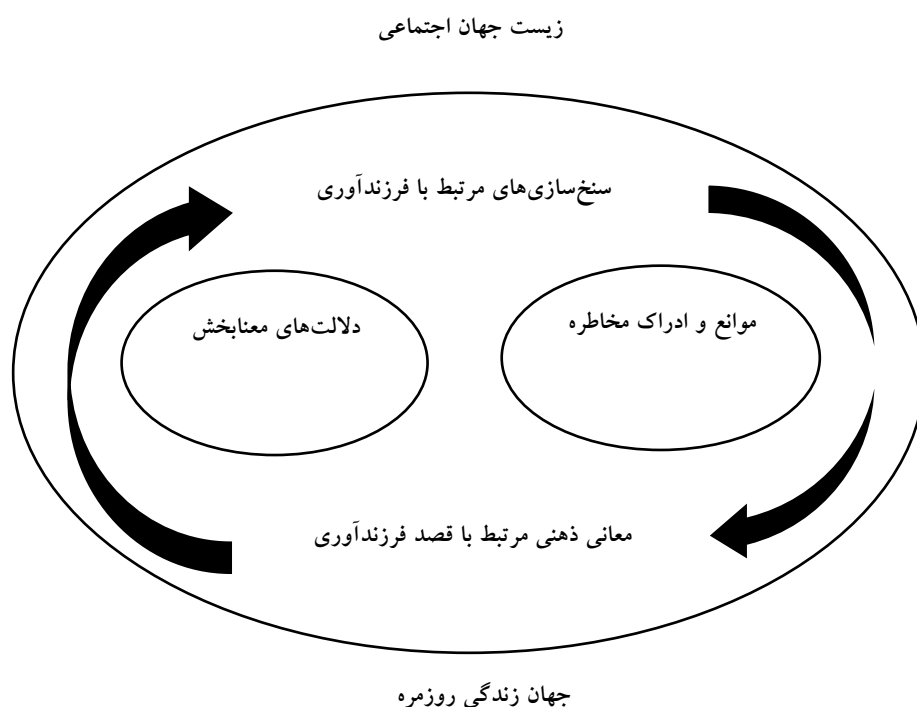 زیست جهان اجتماعی
سنخ‌سازی‌های مرتبط با فرزندآوری
موانع و ادراک مخاطره
دلالت‌های معنابخش
معانی ذهنی مرتبط با قصد فرزندآوری
جهان زندگی روزمره